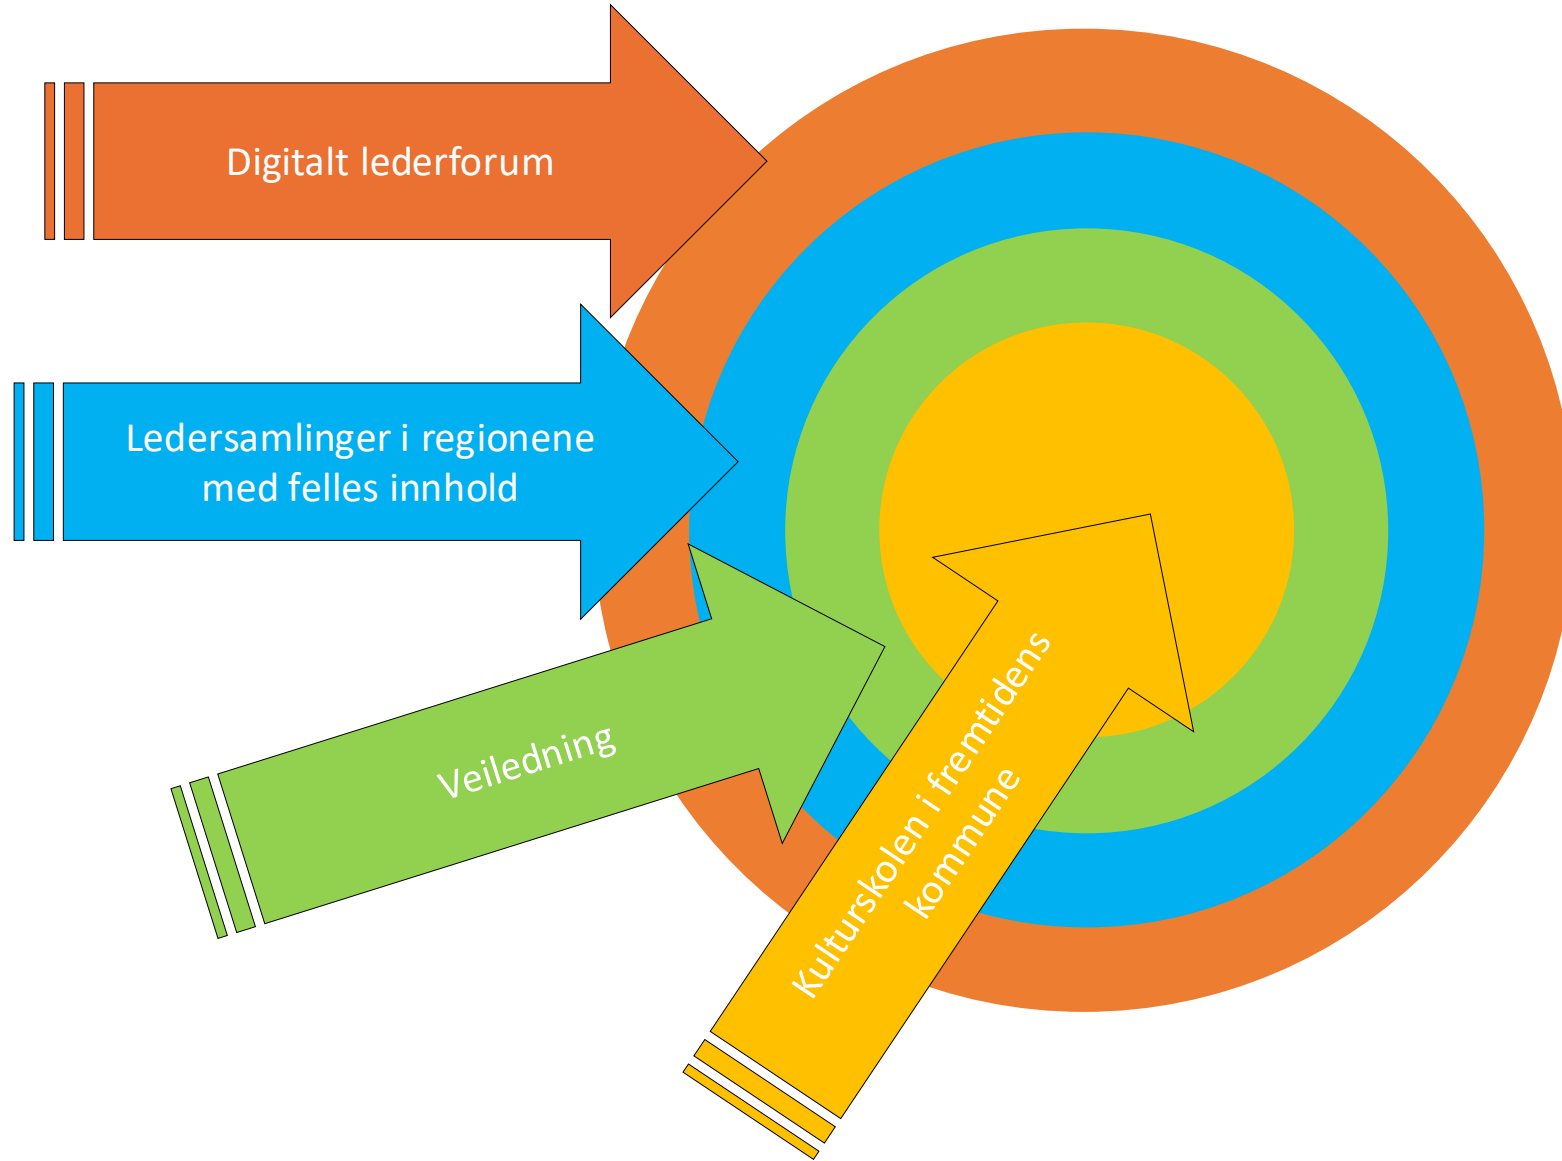 Digitalt lederforum
Ledersamlinger i regionene
med felles innhold
Veiledning
Kulturskolen i fremtidens
kommune